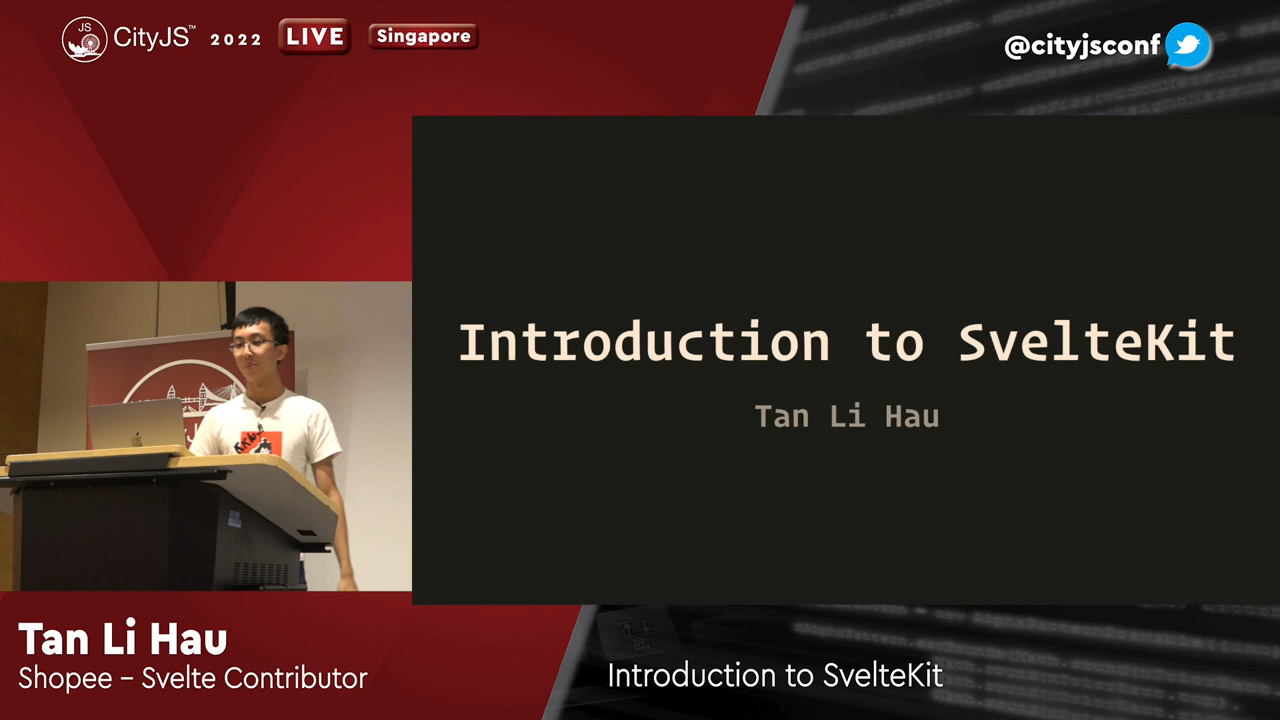 JS
CityJS™ 2022 LIVE Singapore
@cityjsconf
Introduction to SvelteKit
Tan Li Hau
Tan Li Hau
Shopee – Svelte Contributor
Introduction to SvelteKit